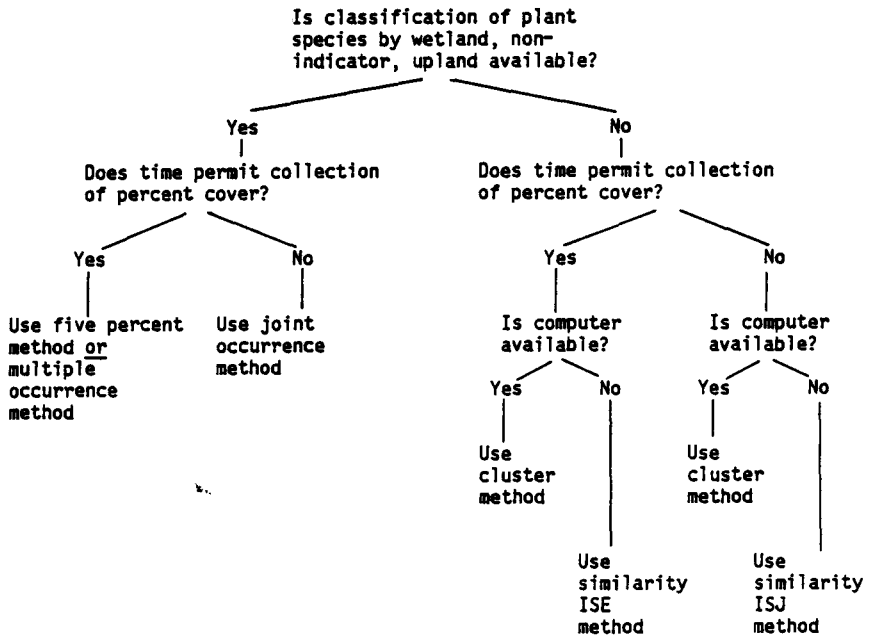 Is classification of plant
species by wetland, non-
indicator, upland available?
Yes
No
Does time permit collection
of percent cover?
Does time permit collection
of percent cover?
Yes
No
Yes
No
Use five percent
method or
multiple
occurrence
method
Use joint
occurrence
method
Is computer
available?
Is computer
available?
Yes
No
Yes
No
Use
cluster
method
Use
cluster
method
Use
similarity
ISE
method
Use
similarity
ISJ
method